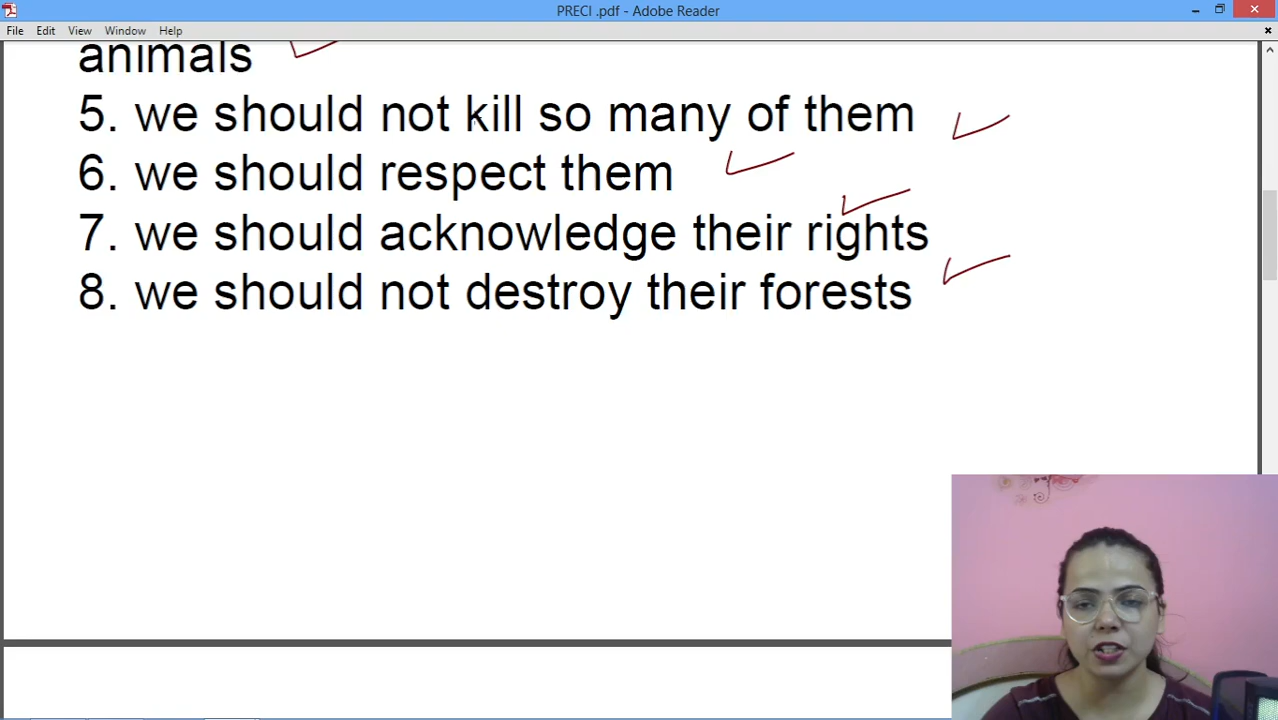 PRECI .pdf - Adobe Reader
File Edit View Window Help
animals
5. we should not kill so many of them
6. we should respect them
7. we should acknowledge their rights
8. we should not destroy their forests